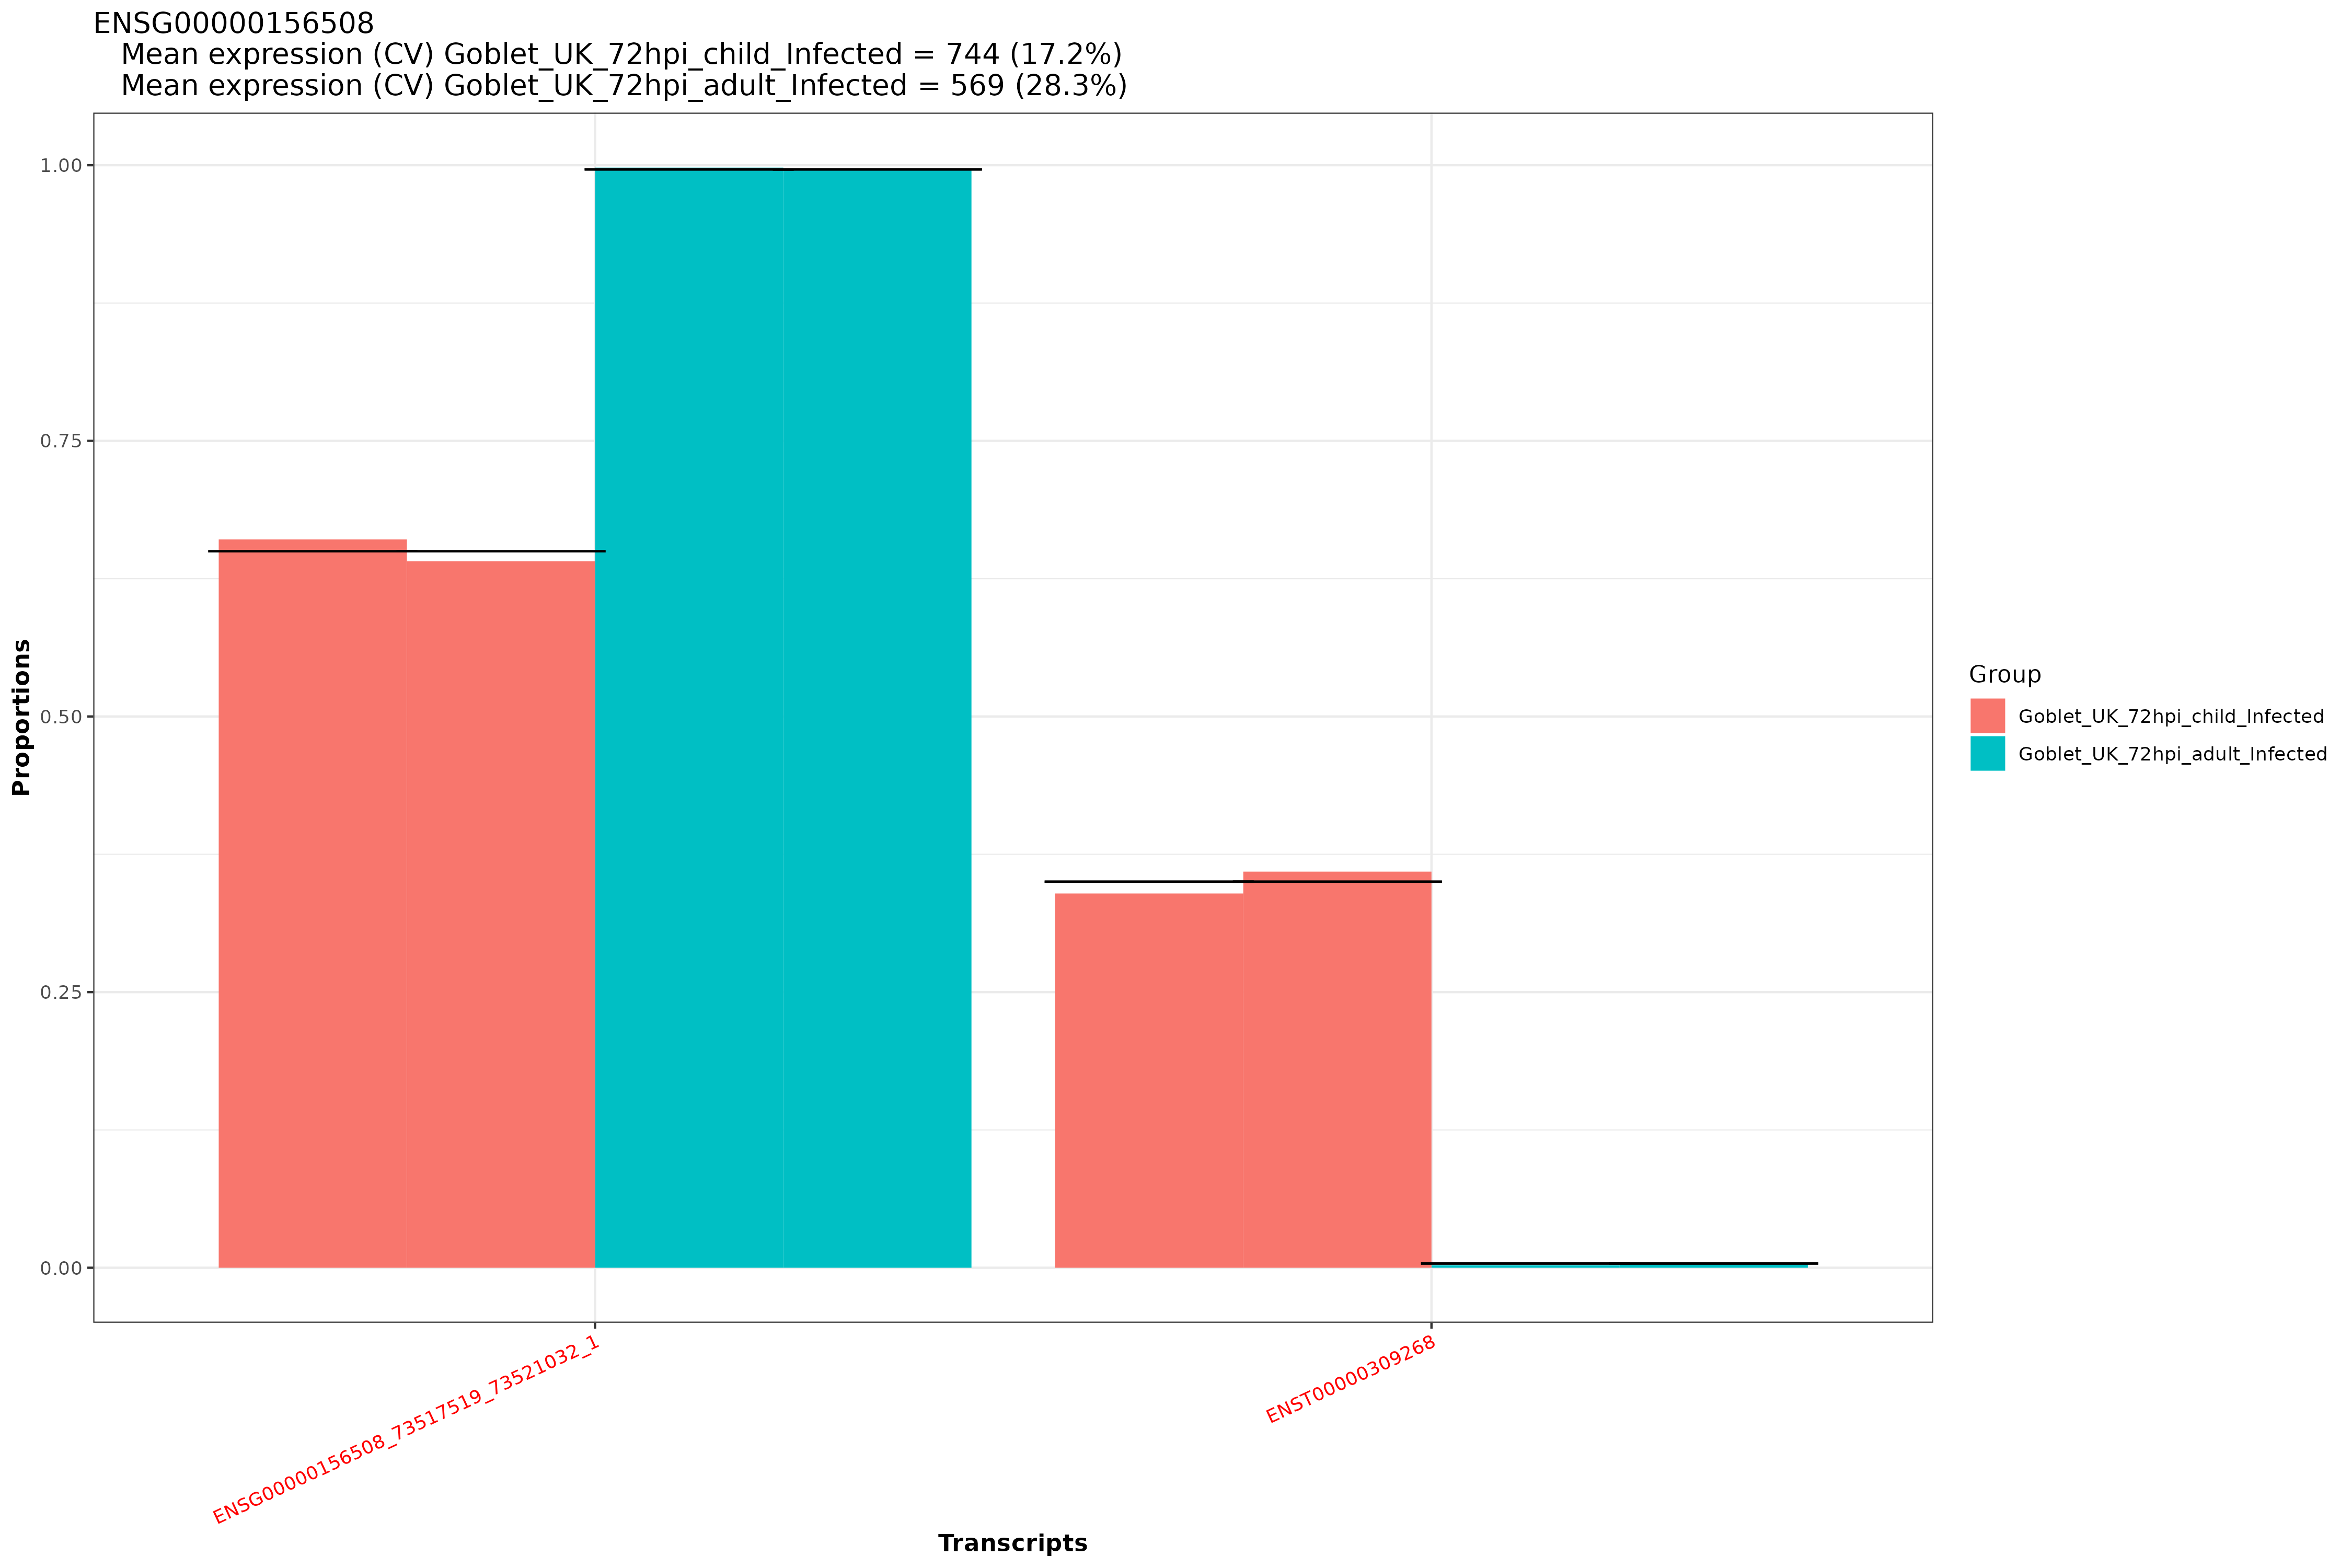 ENSG00000156508
Mean expression (CV) Goblet_UK_72hpi_child_Infected = 744 (17.2%)
Mean expression (CV) Goblet_UK_72hpi_adult_Infected = 569 (28.3%)
1.00
0.75
0.50
0.25
0.00
Proportions
ENSG00000156508_73517519_73521032_1
ENST00000309268
Transcripts
Group
Goblet_UK_72hpi_child_Infected
Goblet_UK_72hpi_adult_Infected